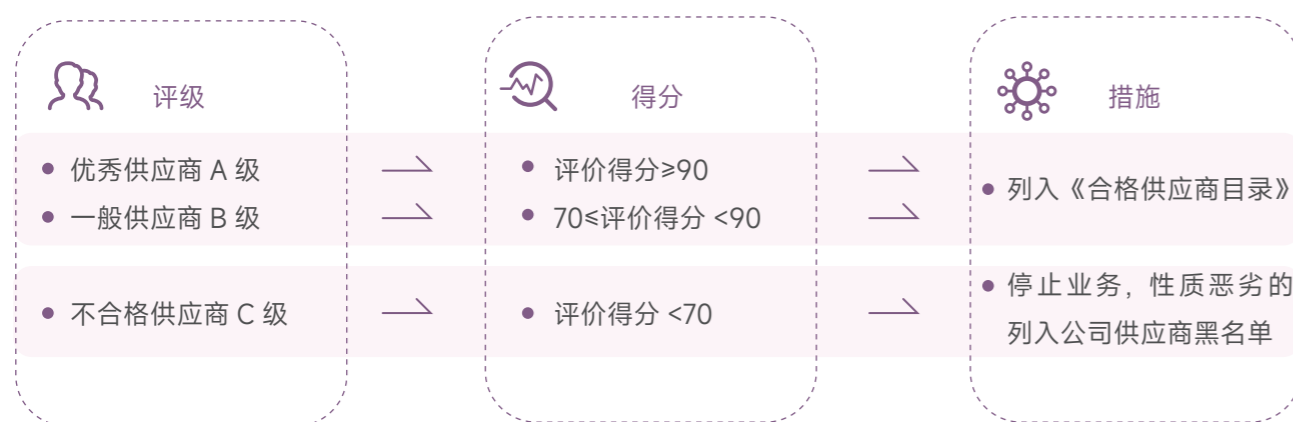 评级
得分
措施
优秀供应商 A 级
评价得分≥90
列入《合格供应商目录》
一般供应商 B 级
70≤评价得分 <90
不合格供应商 C 级
评价得分 <70
停止业务，性质恶劣的
列入公司供应商黑名单